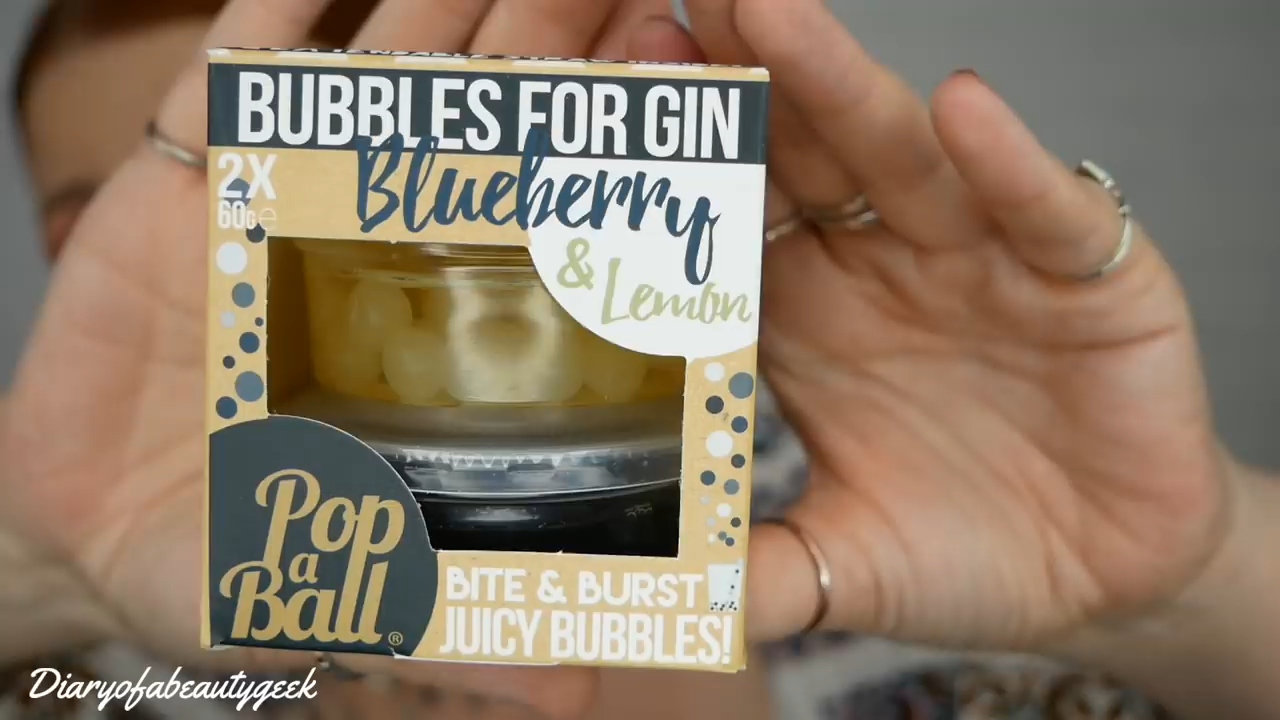 BUBBLES FOR GIN
2X
60g e
Blueberry
& Lemon
Pop
a
Ball®
BITE & BURST
JUICY BUBBLES!
Diaryofabeautygeek